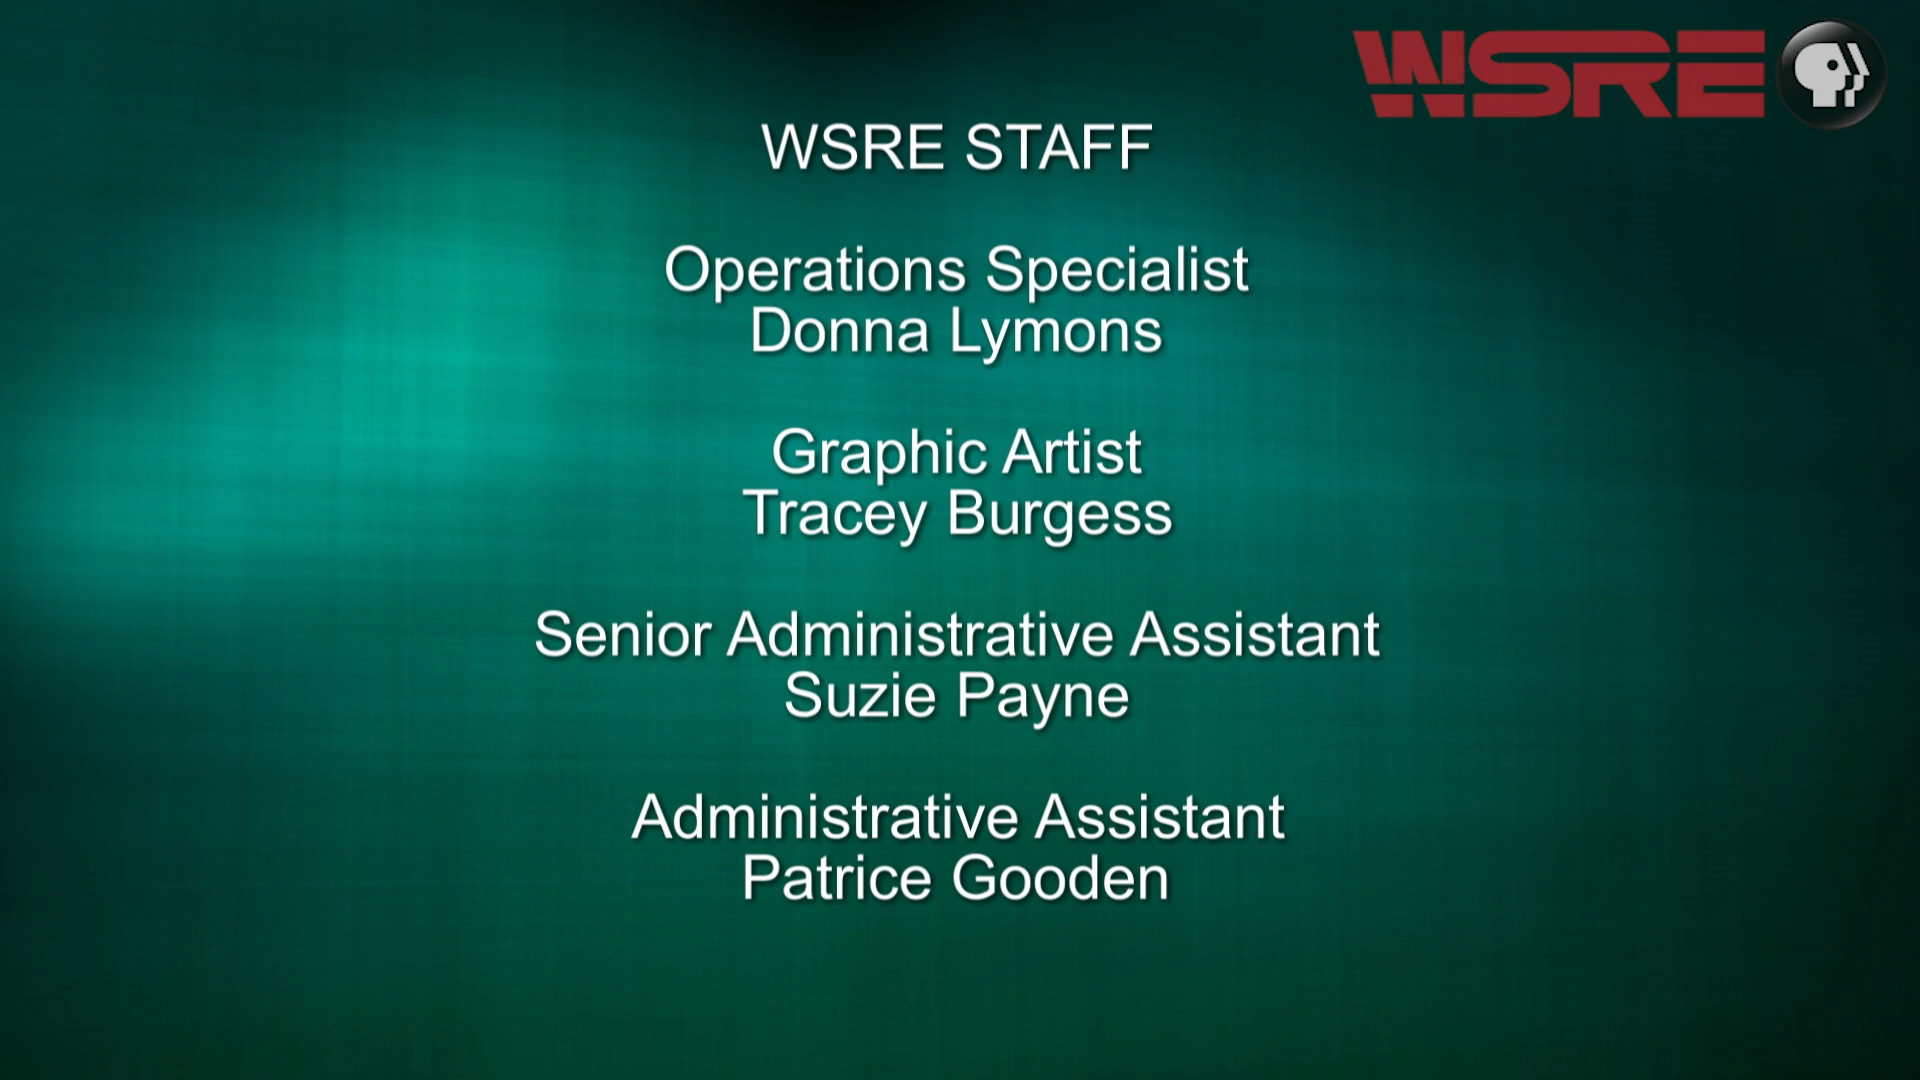 WSRE
WSRE STAFF
Operations Specialist
Donna Lymons
Graphic Artist
Tracey Burgess
Senior Administrative Assistant
Suzie Payne
Administrative Assistant
Patrice Gooden